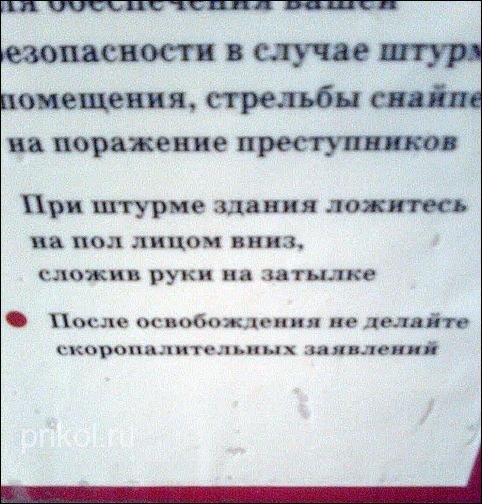 обеспечения вашей
езопасности в случае штурм
помещения, стрельбы снайпе
на поражение преступников
При штурме здания ложитесь
на пол лицом вниз,
сложив руки на затылке
После освобождения не делайте
скоропалительных заявлений
prikol.ru